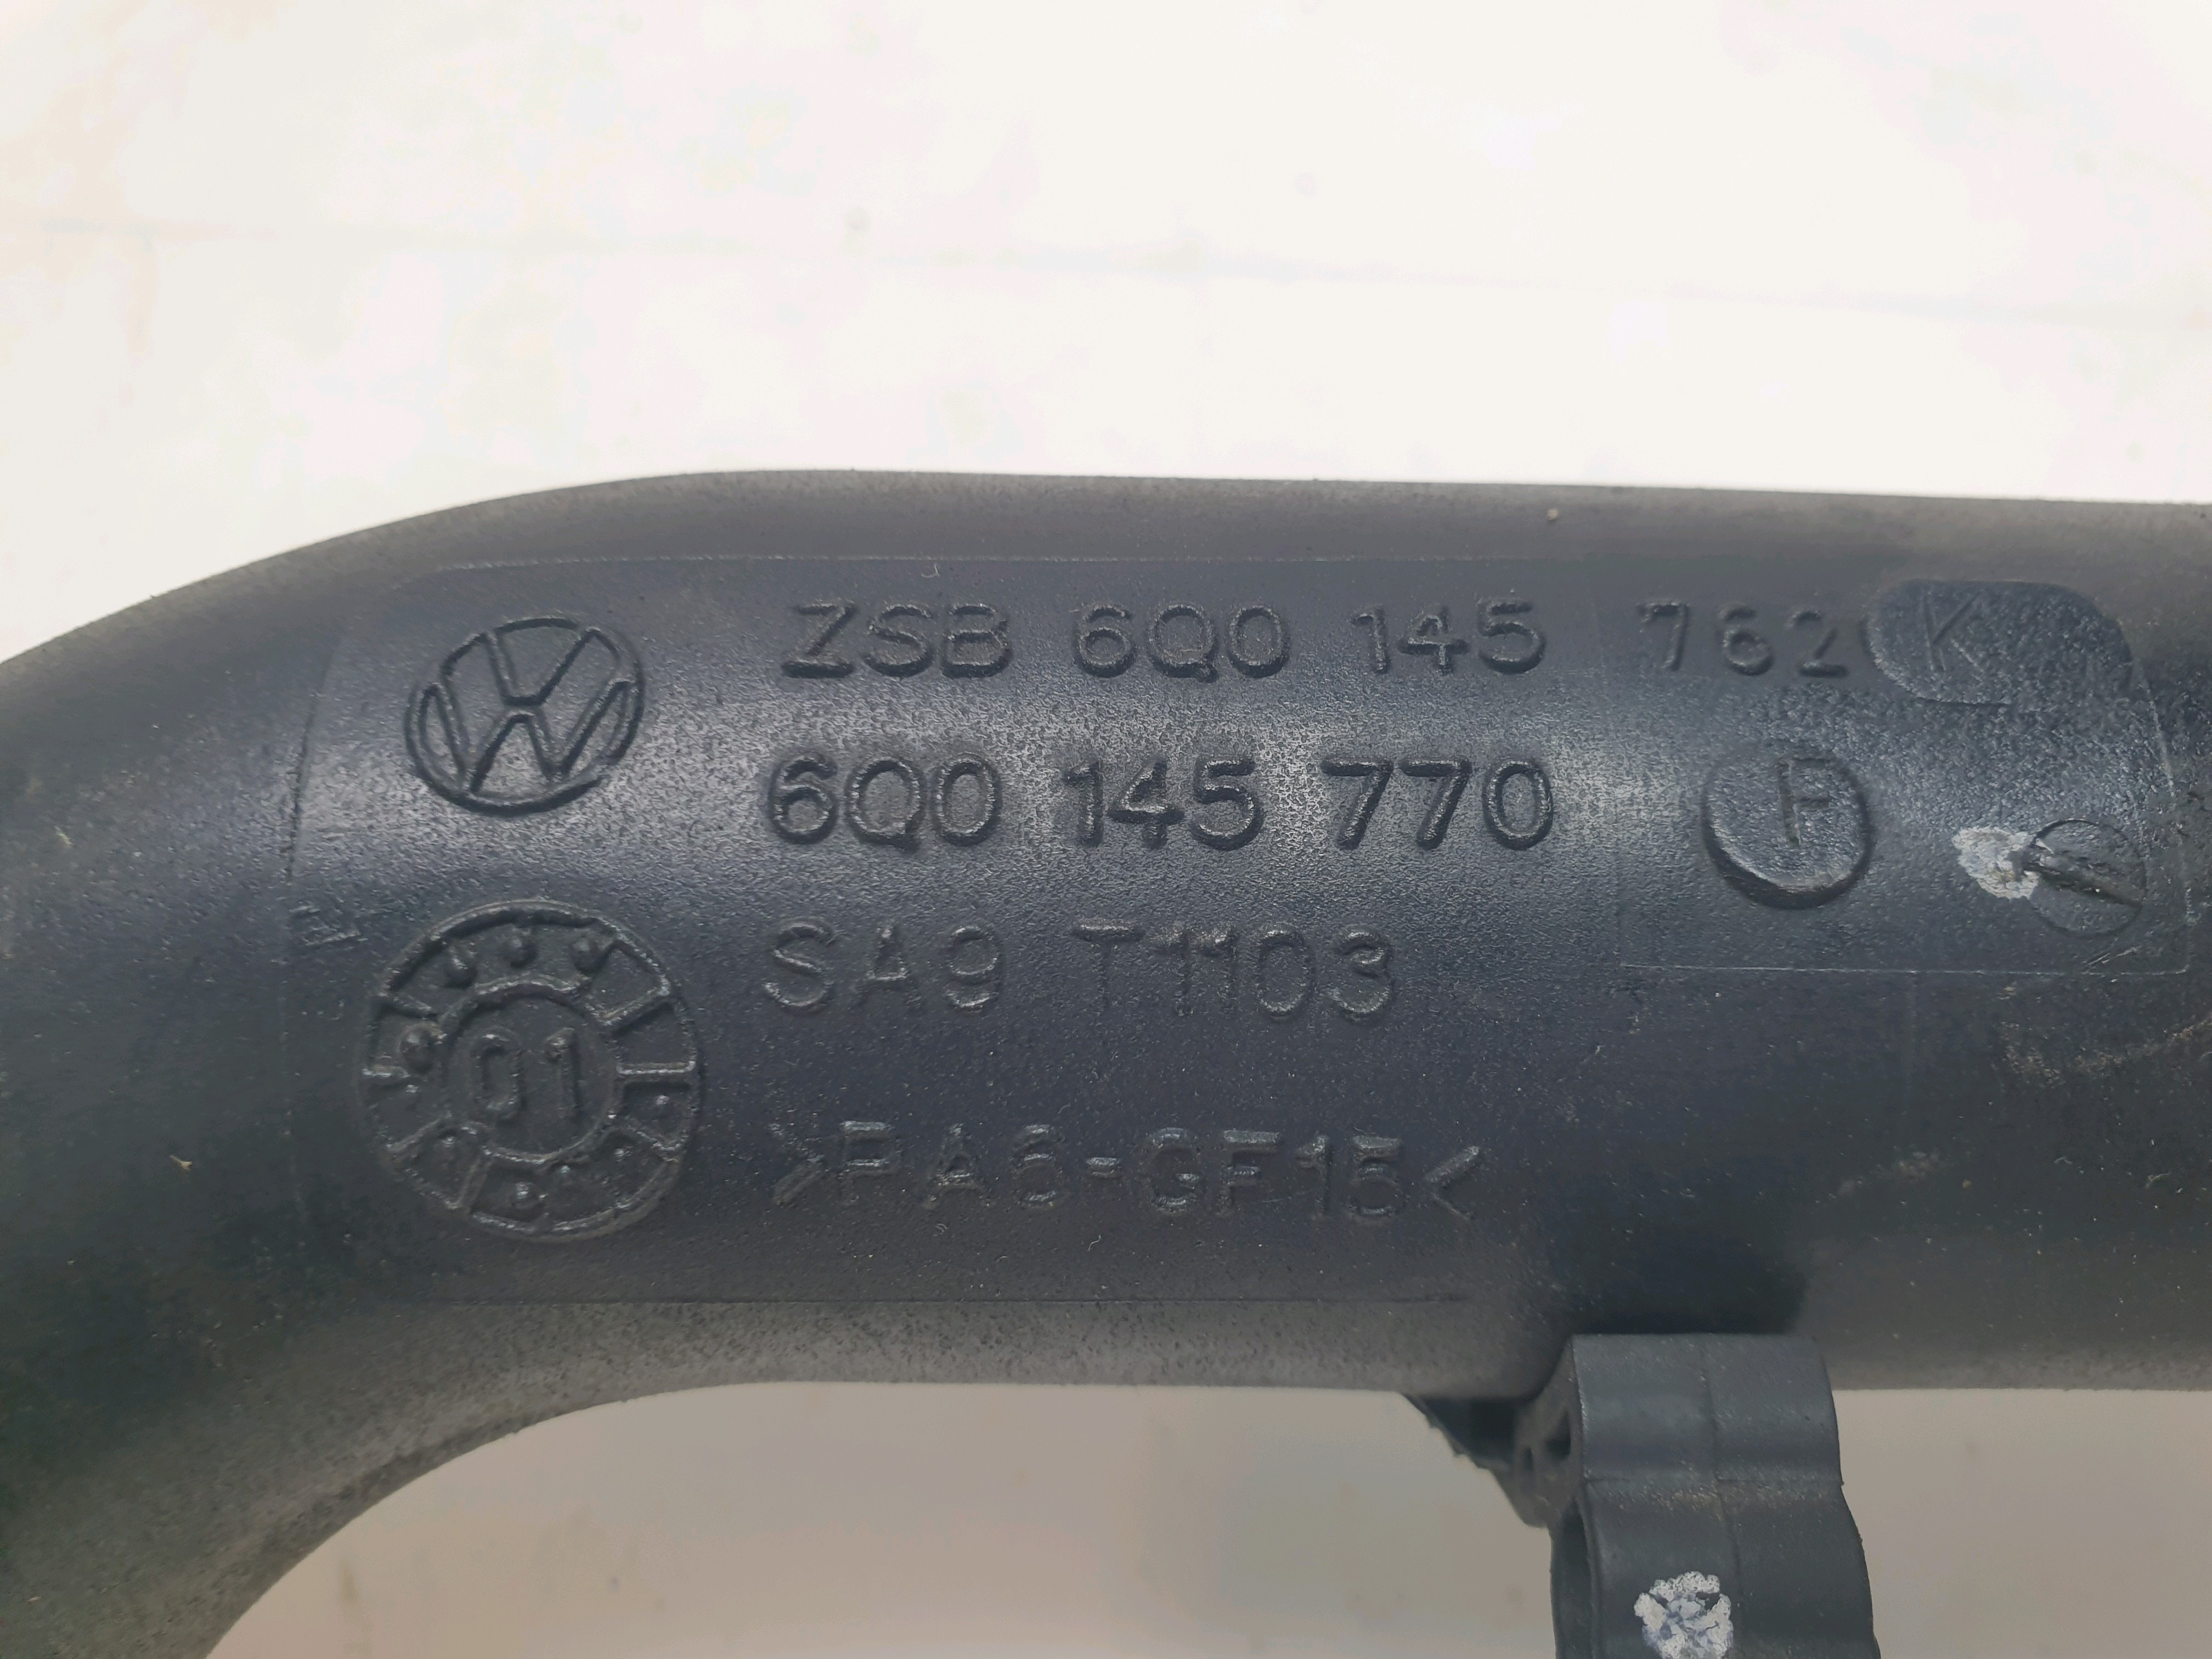 ZSB 6Q0 145 762 K
6Q0 145 770 F
SA9 T1103
01
>PA6-GF15<